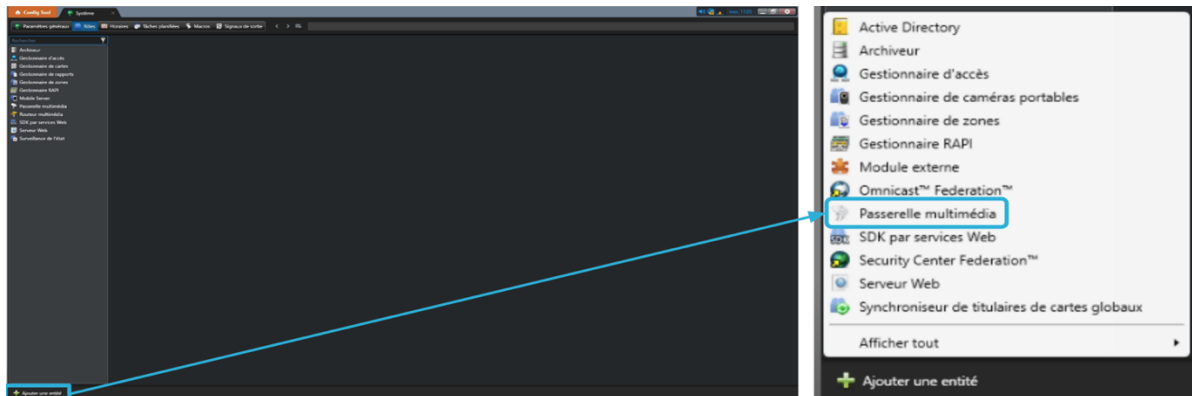 Config Tool
Système
Paramètres généraux
Rôles
Horaires
Tâches planifiées
Macros
Signaux de sortie
Rechercher
Archiveur
Gestionnaire d'accès
Gestionnaire de cartes
Gestionnaire de rapports
Gestionnaire de zones
Gestionnaire RAPI
Mobile Server
Passerelle multimédia
Routeur multimédia
SDK par services Web
Serveur Web
Surveillance de l'état
Ajouter une entité
Active Directory
Archiveur
Gestionnaire d'accès
Gestionnaire de caméras portables
Gestionnaire de zones
Gestionnaire RAPI
Module externe
Omnicast™ Federation™
Passerelle multimédia
SDK par services Web
Security Center Federation™
Serveur Web
Synchroniseur de titulaires de cartes globaux
Afficher tout
Ajouter une entité